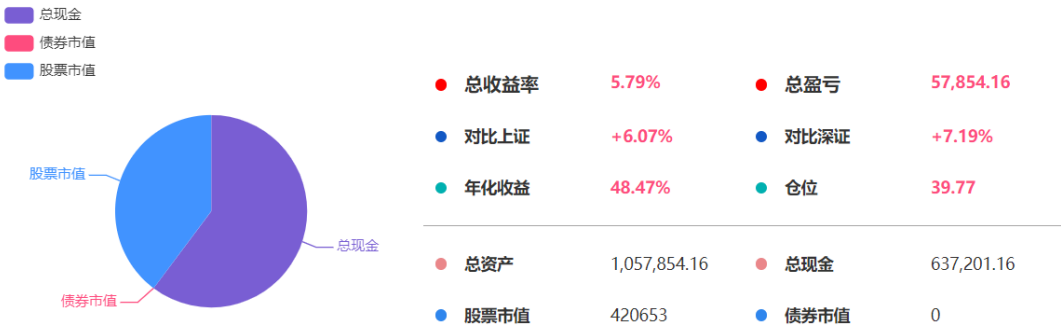 总现金
债券市值
股票市值
股票市值
总现金
债券市值
总收益率 5.79% 总盈亏 57,854.16
对比上证 +6.07% 对比深证 +7.19%
年化收益 48.47% 仓位 39.77
总资产 1,057,854.16 总现金 637,201.16
股票市值 420653 债券市值 0